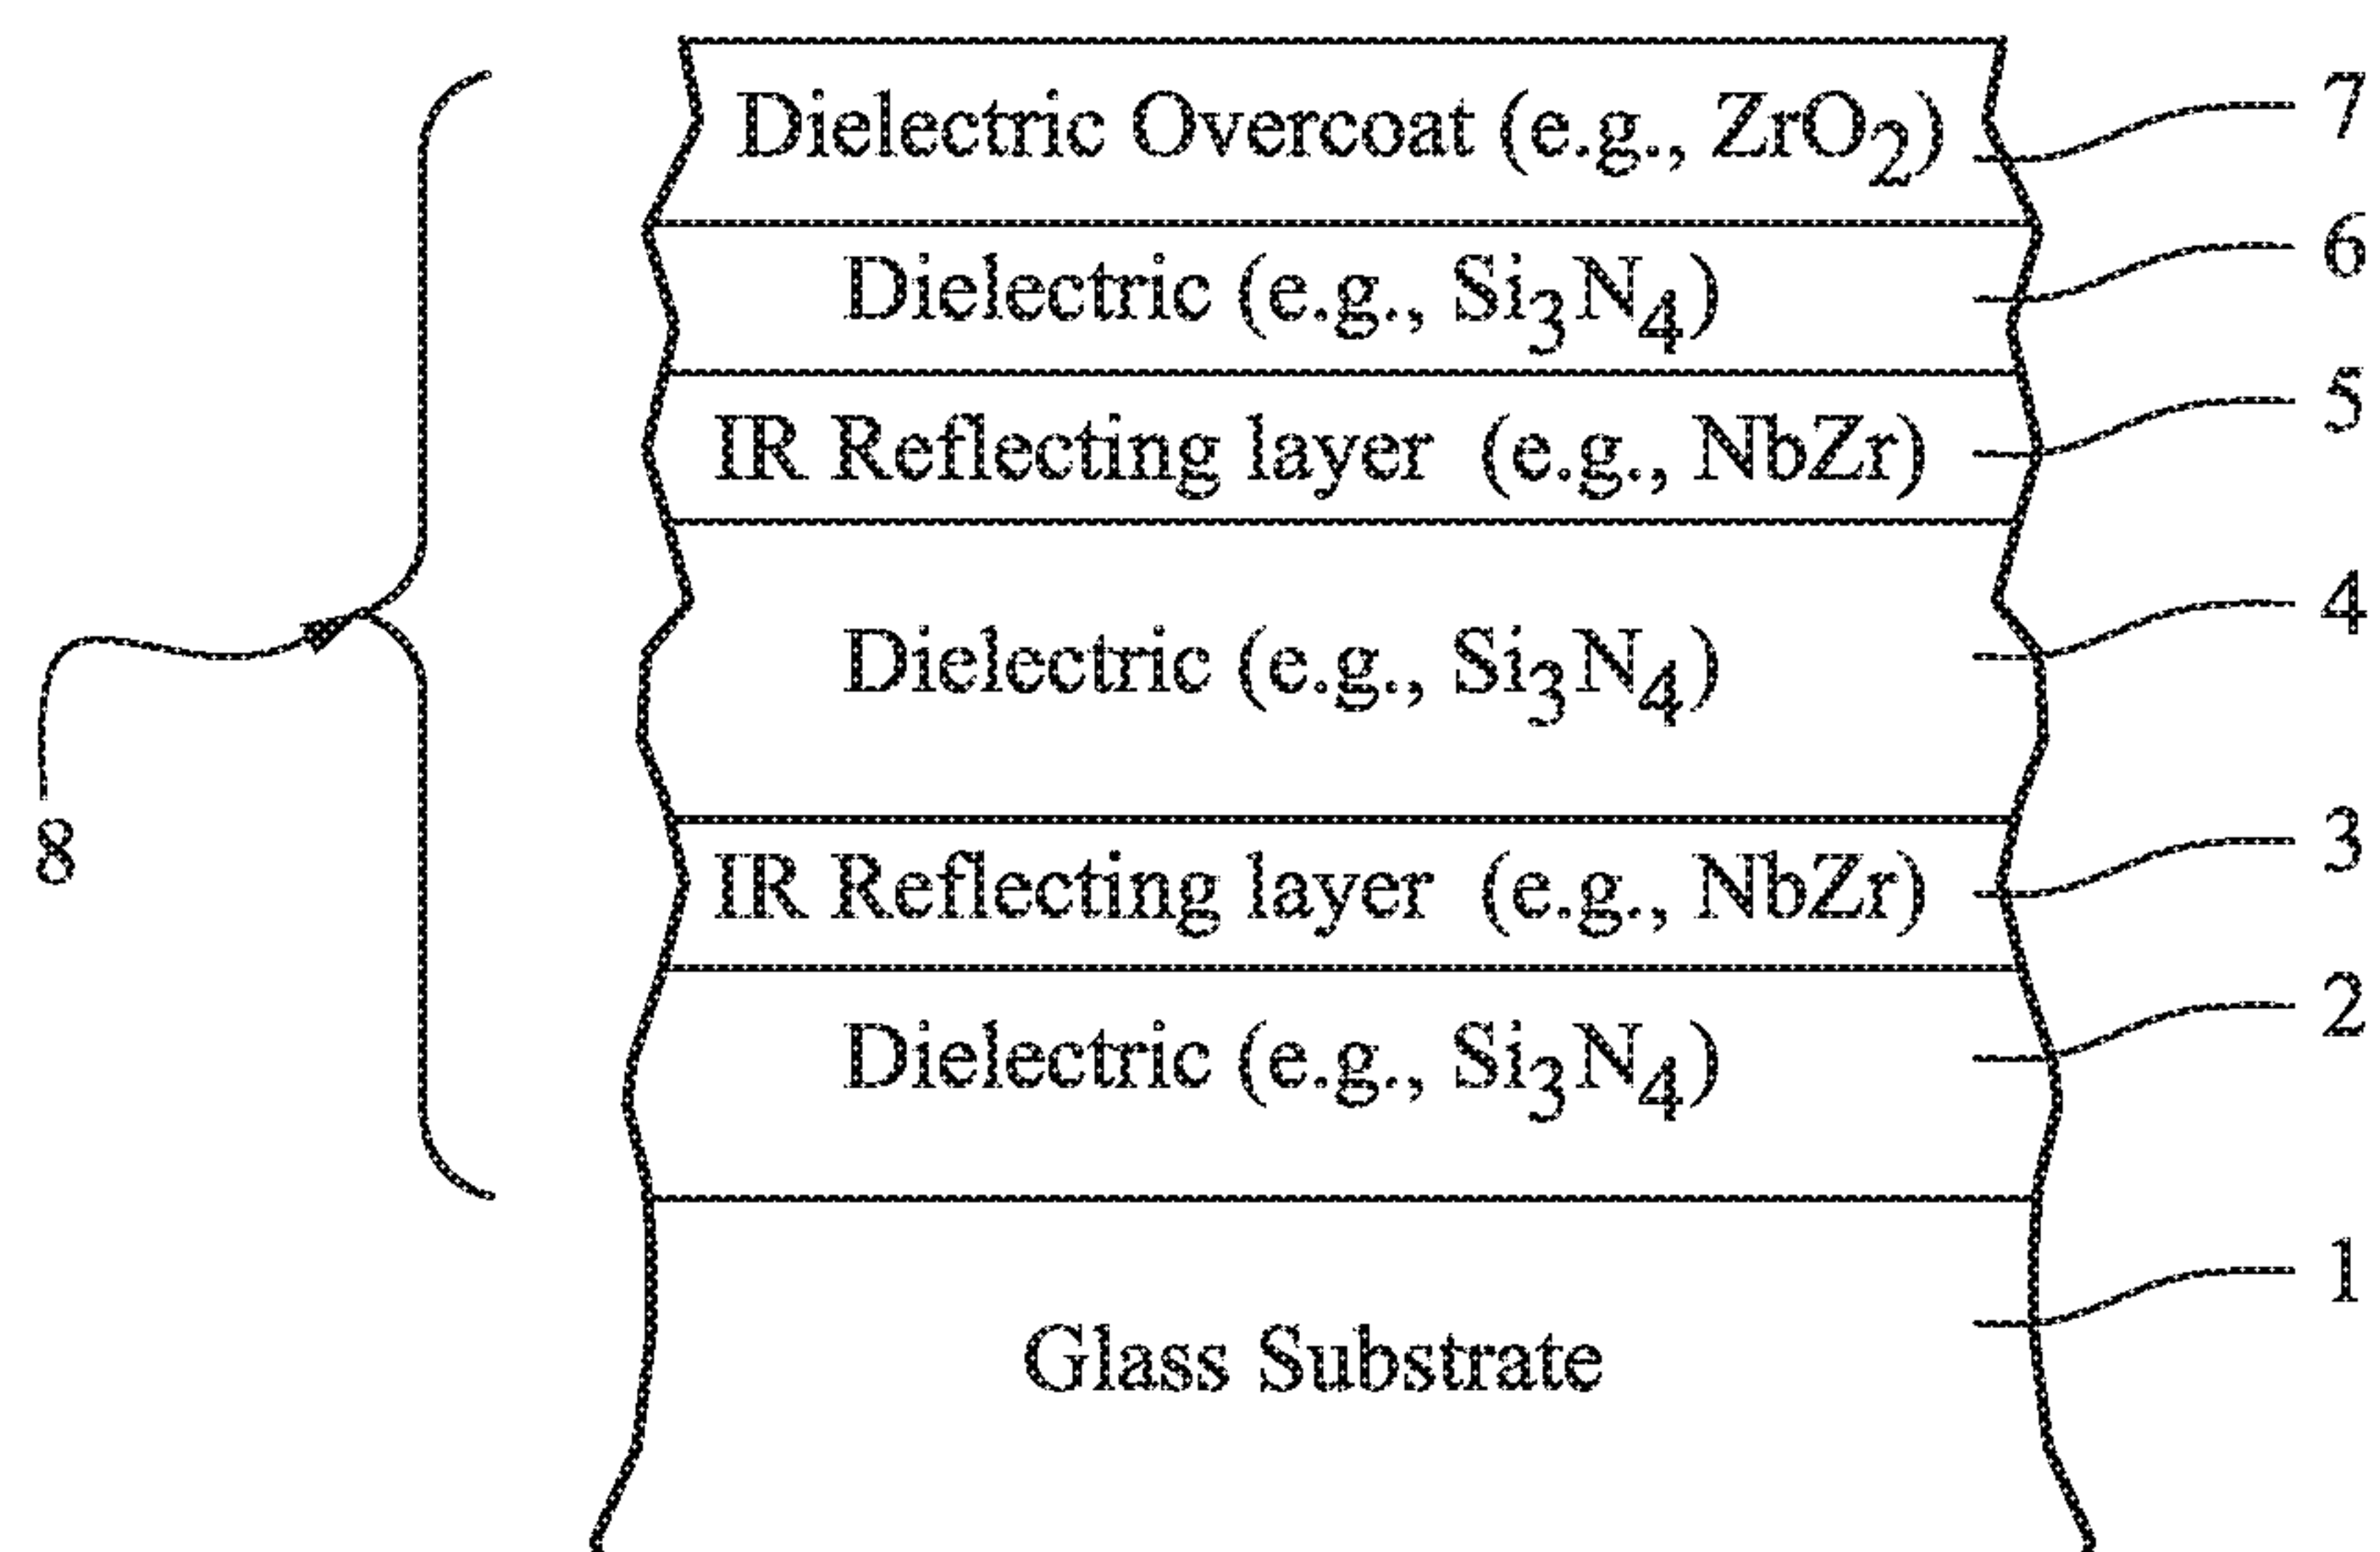 Dielectric Overcoat (e.g., ZrO₂) 7
Dielectric (e.g., Si₃N₄) 6
IR Reflecting layer (e.g., NbZr) 5
Dielectric (e.g., Si₃N₄) 4
8
IR Reflecting layer (e.g., NbZr) 3
Dielectric (e.g., Si₃N₄) 2
Glass Substrate 1